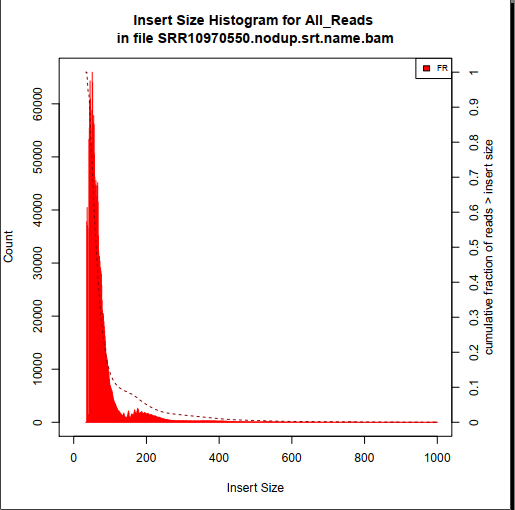 Insert Size Histogram for All_Reads
in file SRR10970550.nodup.srt.name.bam
FR
Count
0
10000
20000
30000
40000
50000
60000
0
0.1
0.2
0.3
0.4
0.5
0.6
0.7
0.8
0.9
1
cumulative fraction of reads > insert size
0 200 400 600 800 1000
Insert Size